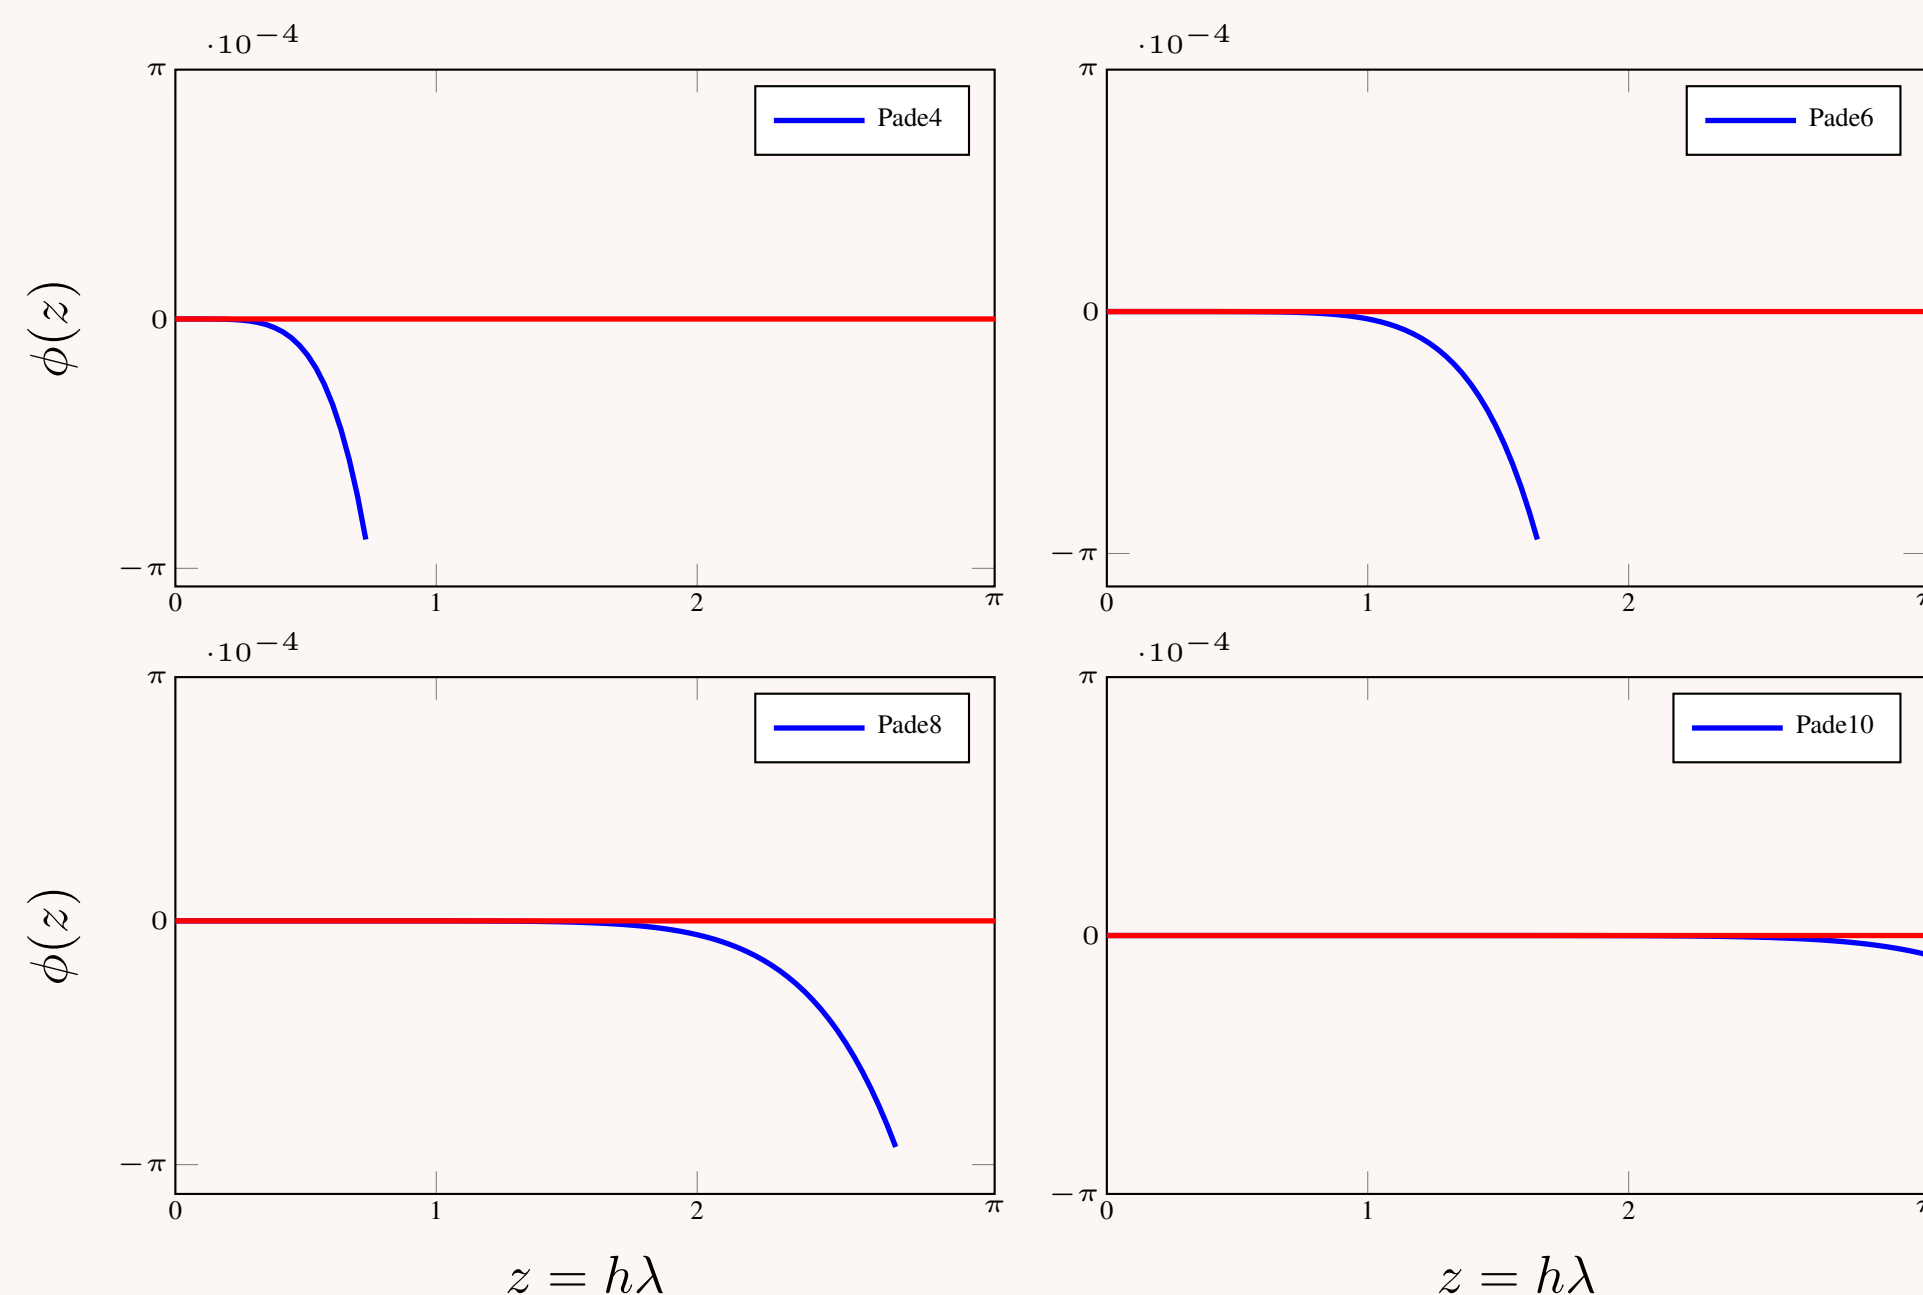 ·10−4 ·10−4
π π
Pade4 Pade6
ϕ(z)
0 0
−π −π
0 1 2 π 0 1 2
·10−4 ·10−4
π π
Pade8 Pade10
ϕ(z)
0 0
−π −π
0 1 2 π 0 1 2
z = hλ z = hλ